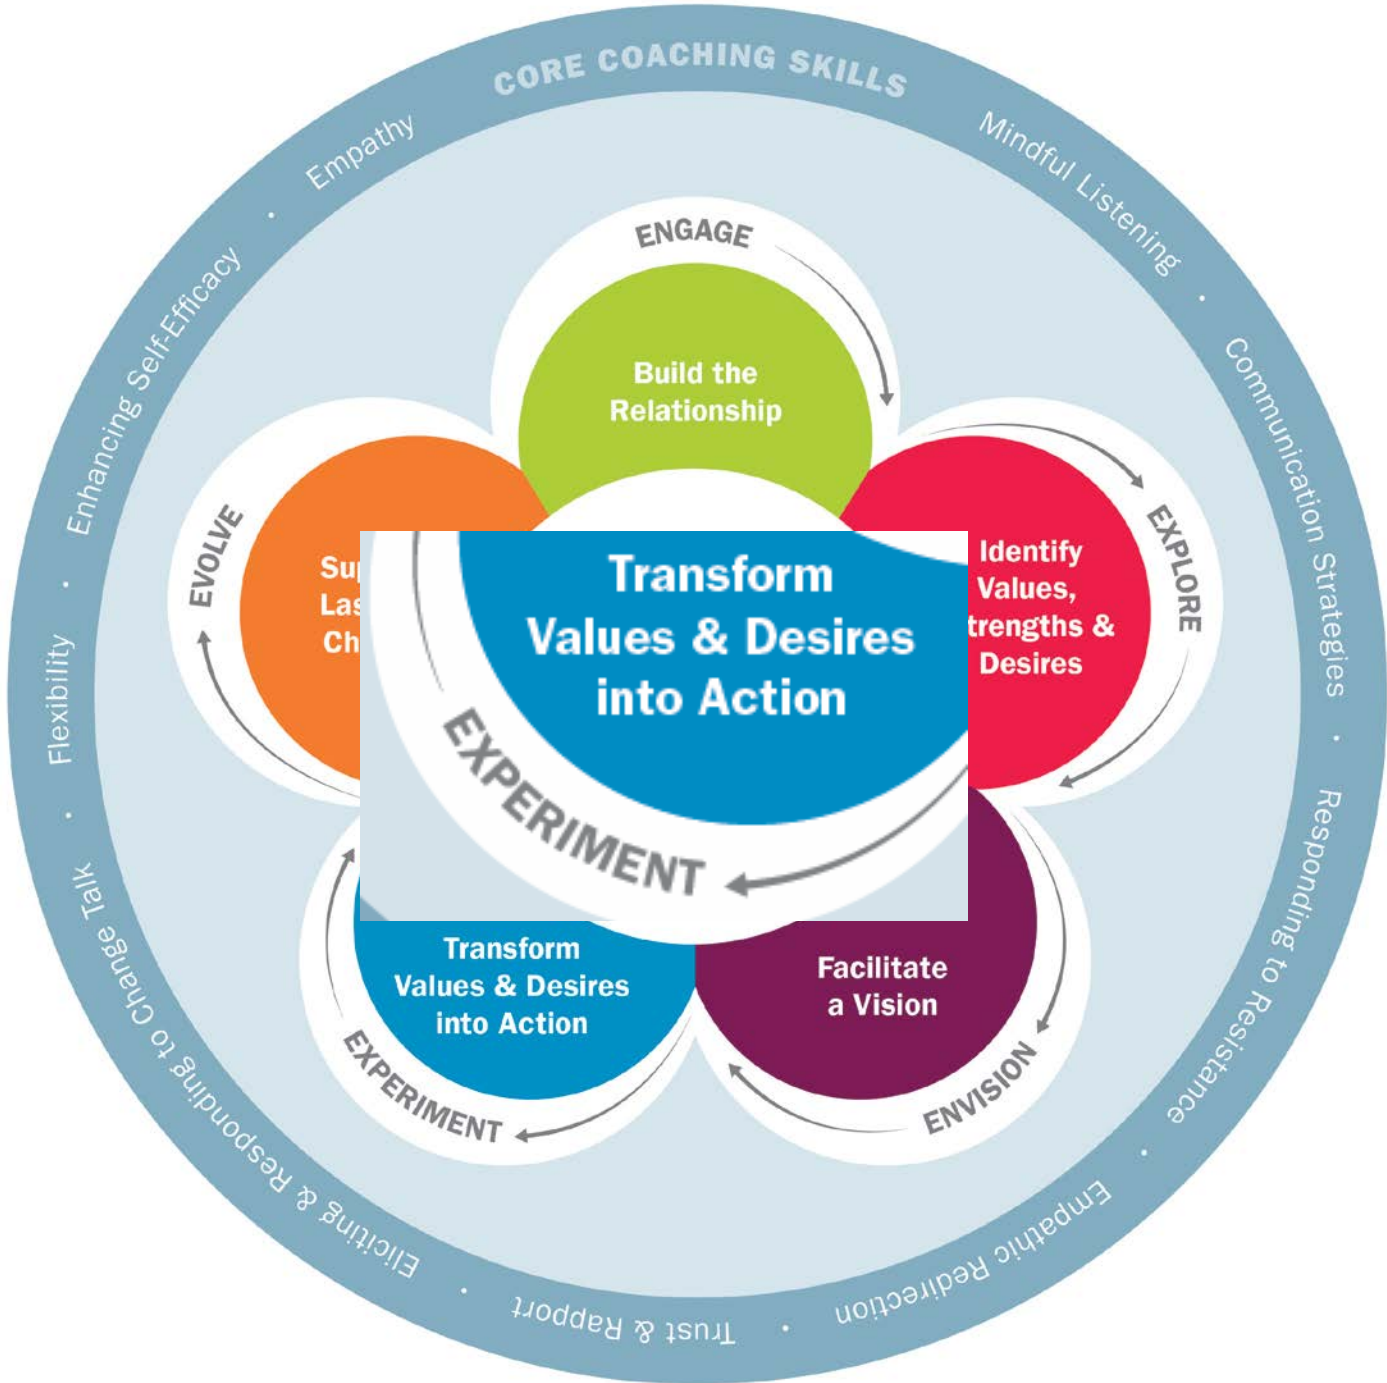 CORE COACHING SKILLS
Mindful Listening
Communication Strategies
Responding to Resistance
Empathic Redirection
Trust & Rapport
Eliciting & Responding to Change Talk
Flexibility
Enhancing Self-Efficacy
Empathy
ENGAGE
Build the
Relationship
EXPLORE
Identify
Values,
trengths &
Desires
ENVISION
Facilitate
a Vision
EXPERIMENT
Transform
Values & Desires
into Action
EVOLVE
Su
Las
Ch
Transform
Values & Desires
into Action
EXPERIMENT